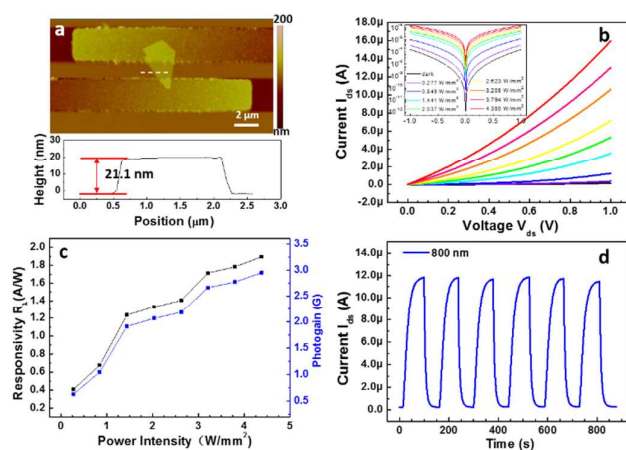 a
200
nm
2 μm
Height (nm)
30
20
10
0
21.1 nm
0.0 0.5 1.0 1.5 2.0 2.5 3.0
Position (μm)
b
Current I_ds (A)
18.0μ
16.0μ
14.0μ
12.0μ
10.0μ
8.0μ
6.0μ
4.0μ
2.0μ
0.0
-2.0μ
dark
0.277 W/mm²
0.849 W/mm²
1.441 W/mm²
2.037 W/mm²
2.623 W/mm²
3.208 W/mm²
3.794 W/mm²
-1.0 -0.5 0.0 0.5 1.0
0.0 0.2 0.4 0.6 0.8 1.0
Voltage V_ds (V)
c
Responsivity R_λ(A/W)
2.0
1.8
1.6
1.4
1.2
1.0
0.8
0.6
0.4
0.2
Photogain (G)
3.5
3.0
2.5
2.0
1.5
1.0
0.5
0 1 2 3 4 5
Power Intensity (W/mm²)
d
800 nm
Current I_ds (A)
14.0μ
12.0μ
10.0μ
8.0μ
6.0μ
4.0μ
2.0μ
0.0
0 200 400 600 800
Time (s)